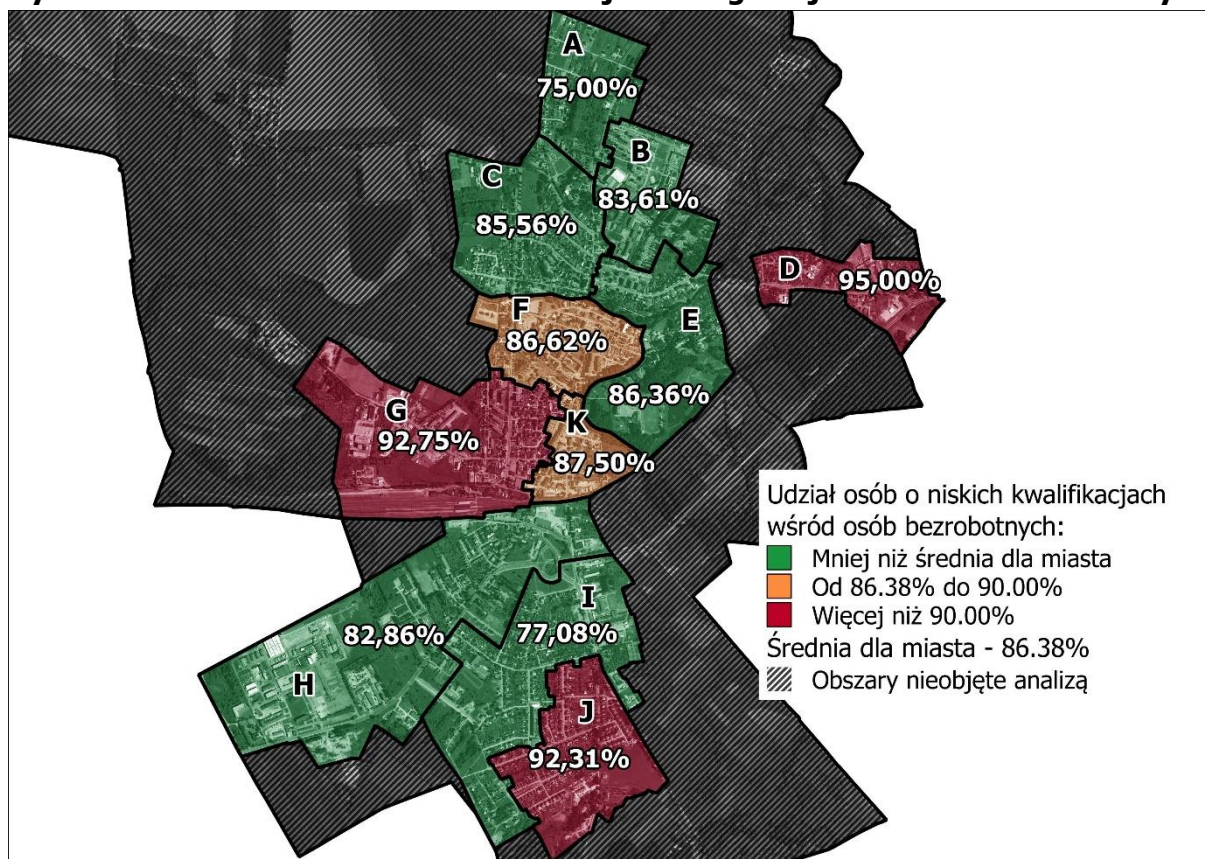 A
75,00%
B
83,61%
C
85,56%
D
95,00%
E
86,36%
F
86,62%
G
92,75%
K
87,50%
H
82,86%
I
77,08%
J
92,31%
Udział osób o niskich kwalifikacjach
wśród osób bezrobotnych:
Mniej niż średnia dla miasta
Od 86.38% do 90.00%
Więcej niż 90.00%
Średnia dla miasta - 86.38%
Obszary nieobjęte analizą